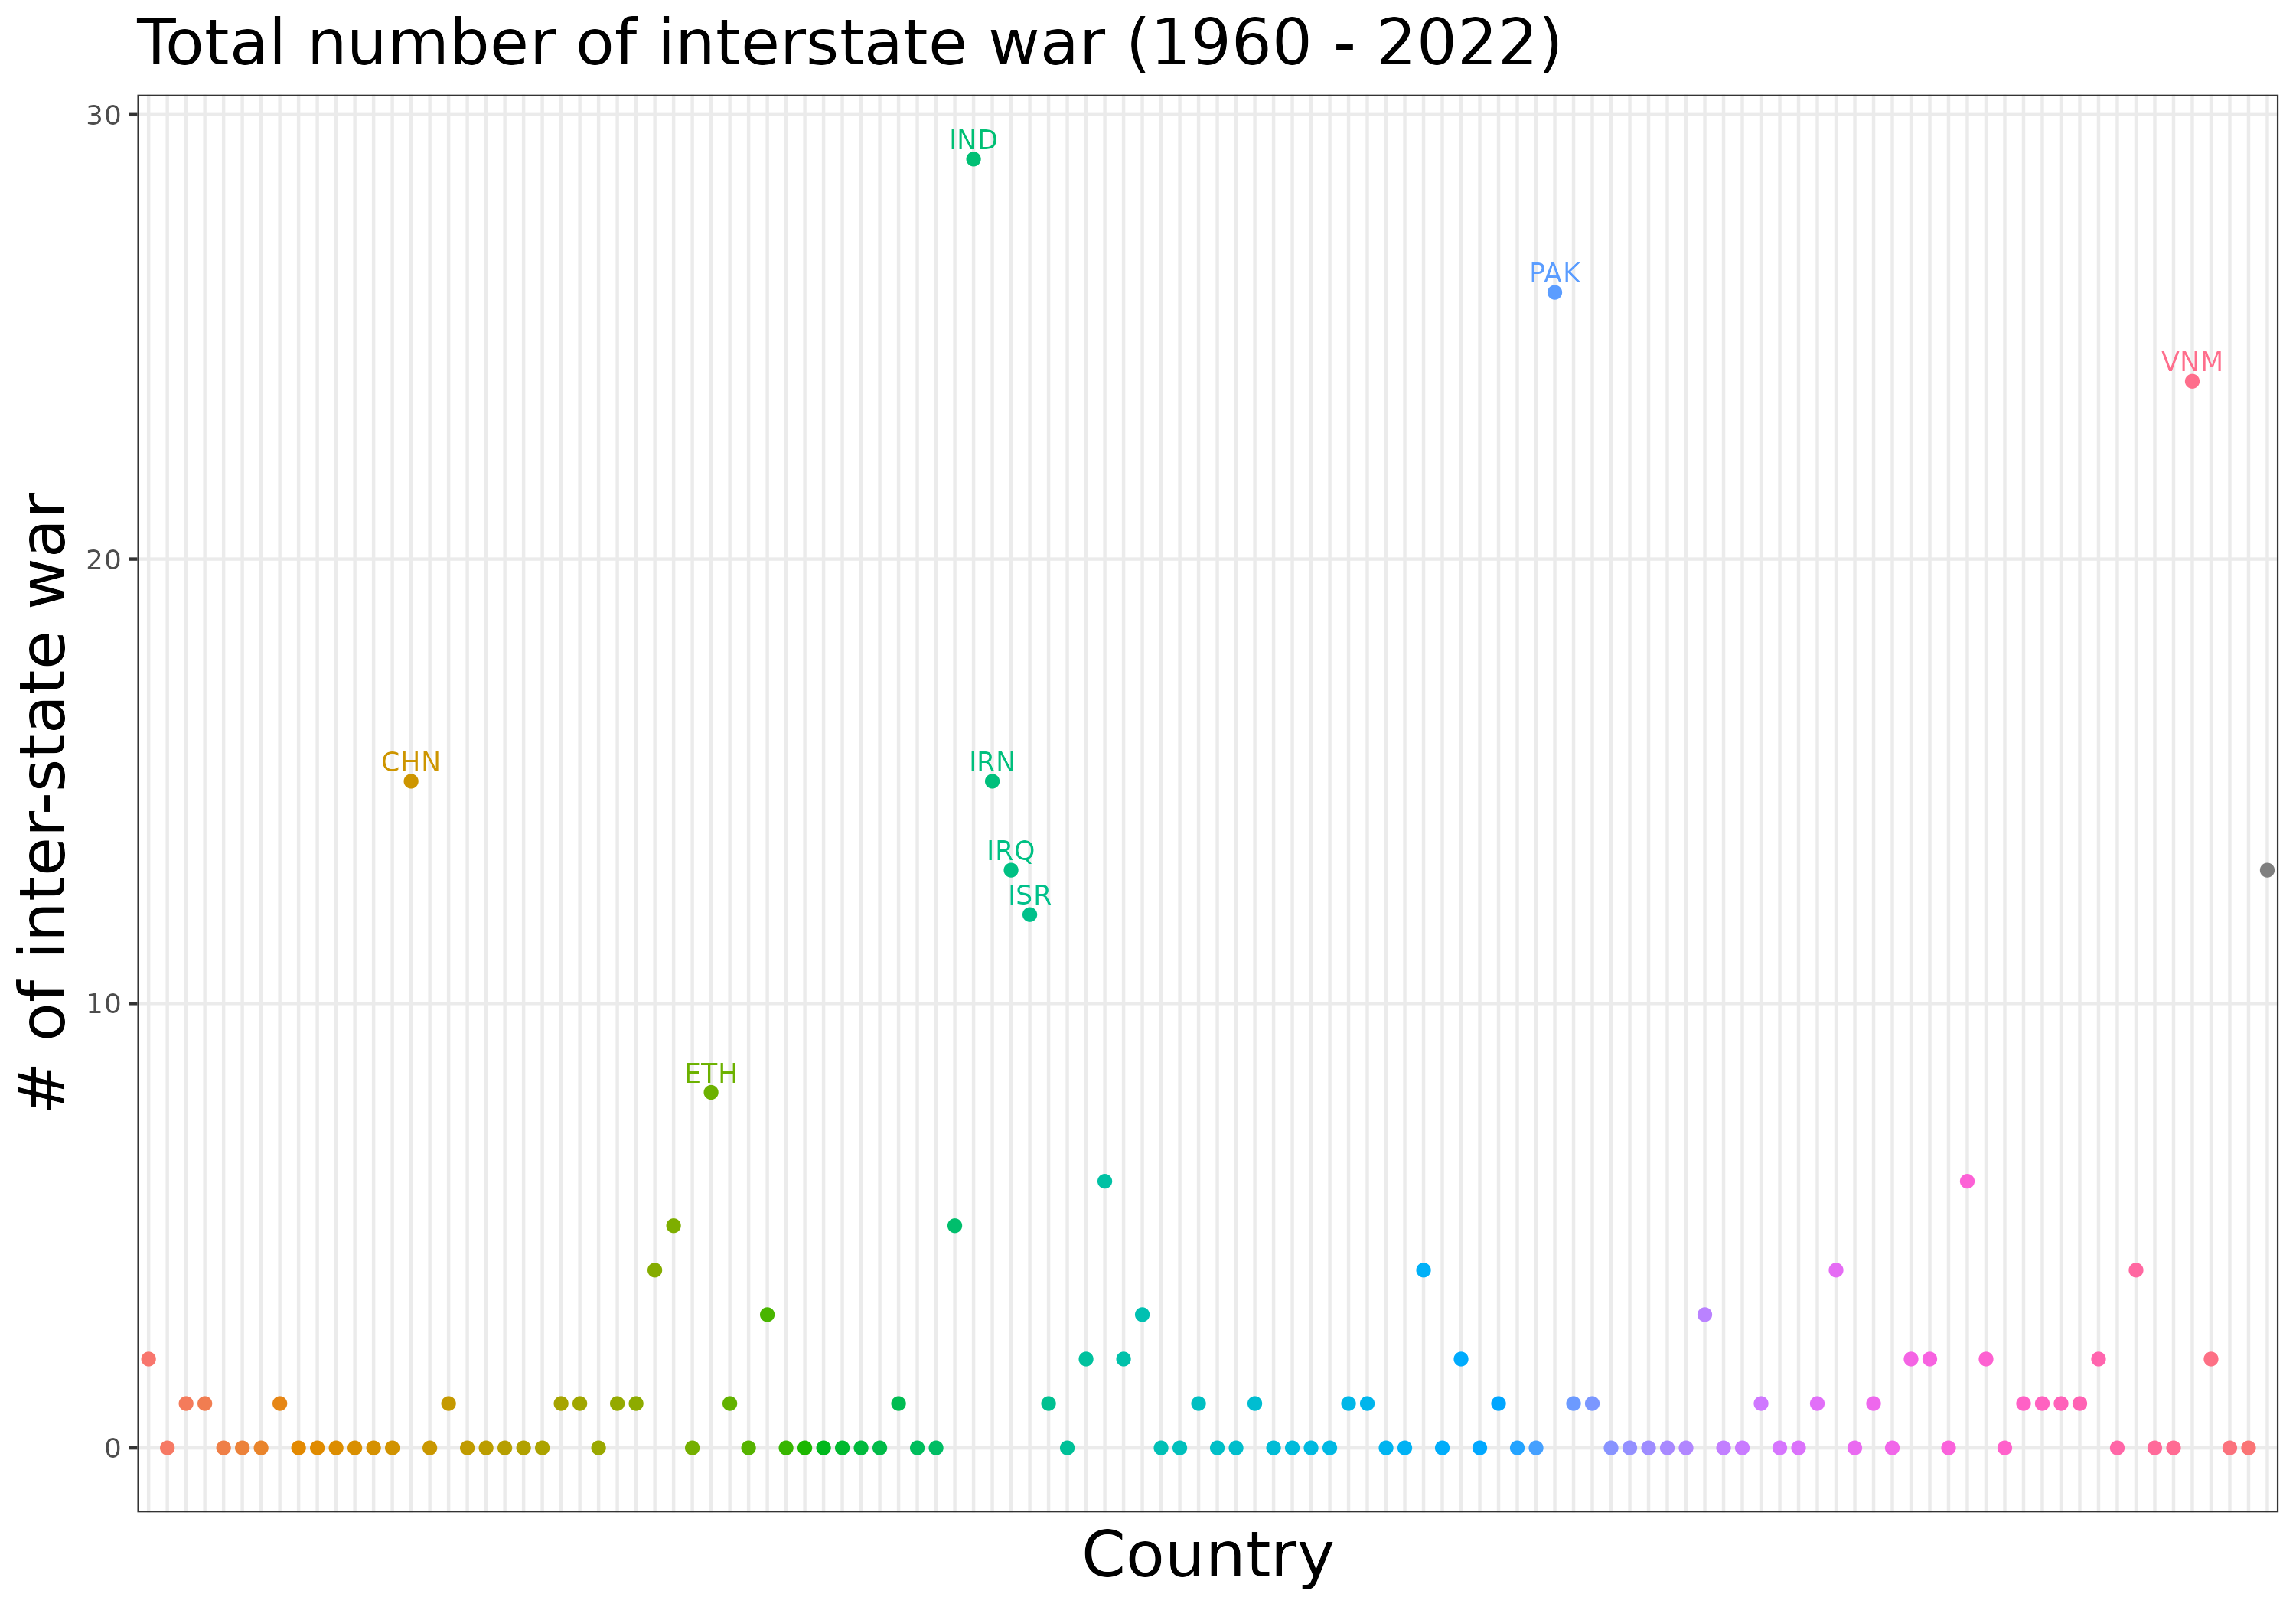 Total number of interstate war (1960 - 2022)
# of inter-state war
30
20
10
0
IND
PAK
VNM
CHN
IRN
IRQ
ISR
ETH
Country